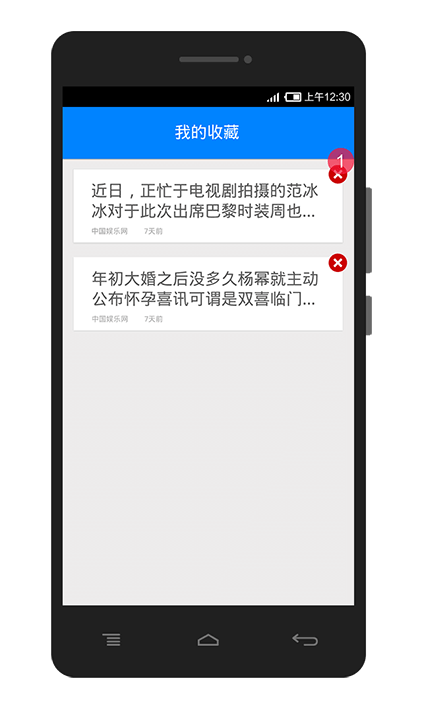 上午12:30
我的收藏
1
近日，正忙于电视剧拍摄的范冰
冰对于此次出席巴黎时装周也...
中国娱乐网 7天前
年初大婚之后没多久杨幂就主动
公布怀孕喜讯可谓是双喜临门...
中国娱乐网 7天前